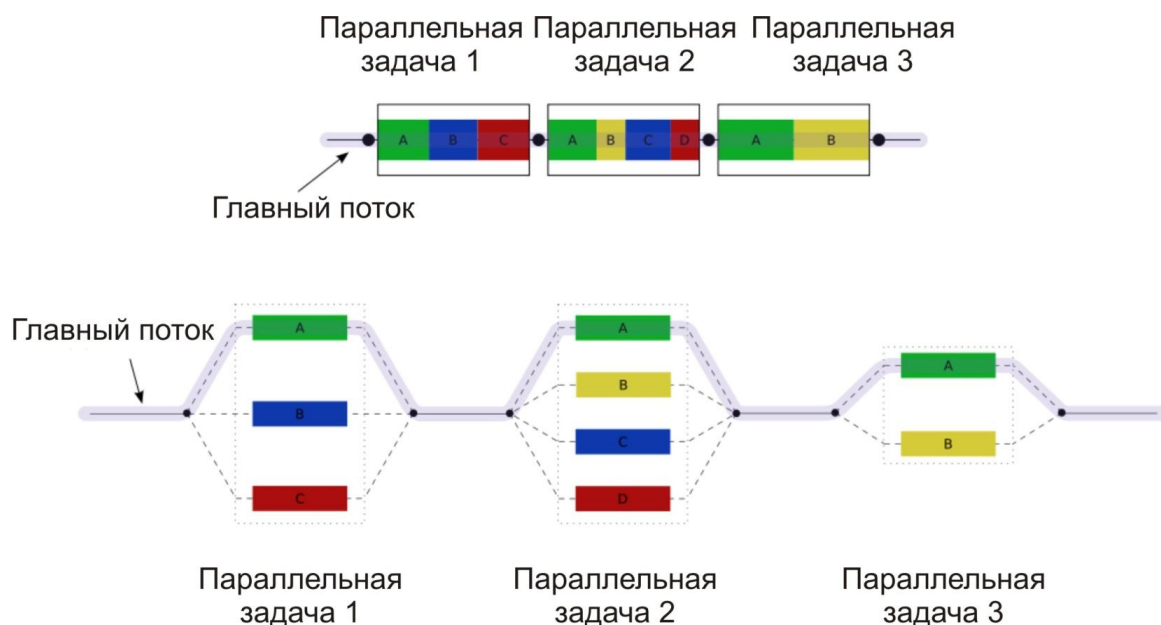 Параллельная Параллельная Параллельная
задача 1 задача 2 задача 3
A B C A B C D A B
Главный поток
Главный поток
A A
A
B
B
C
B
C D
Параллельная Параллельная Параллельная
задача 1 задача 2 задача 3